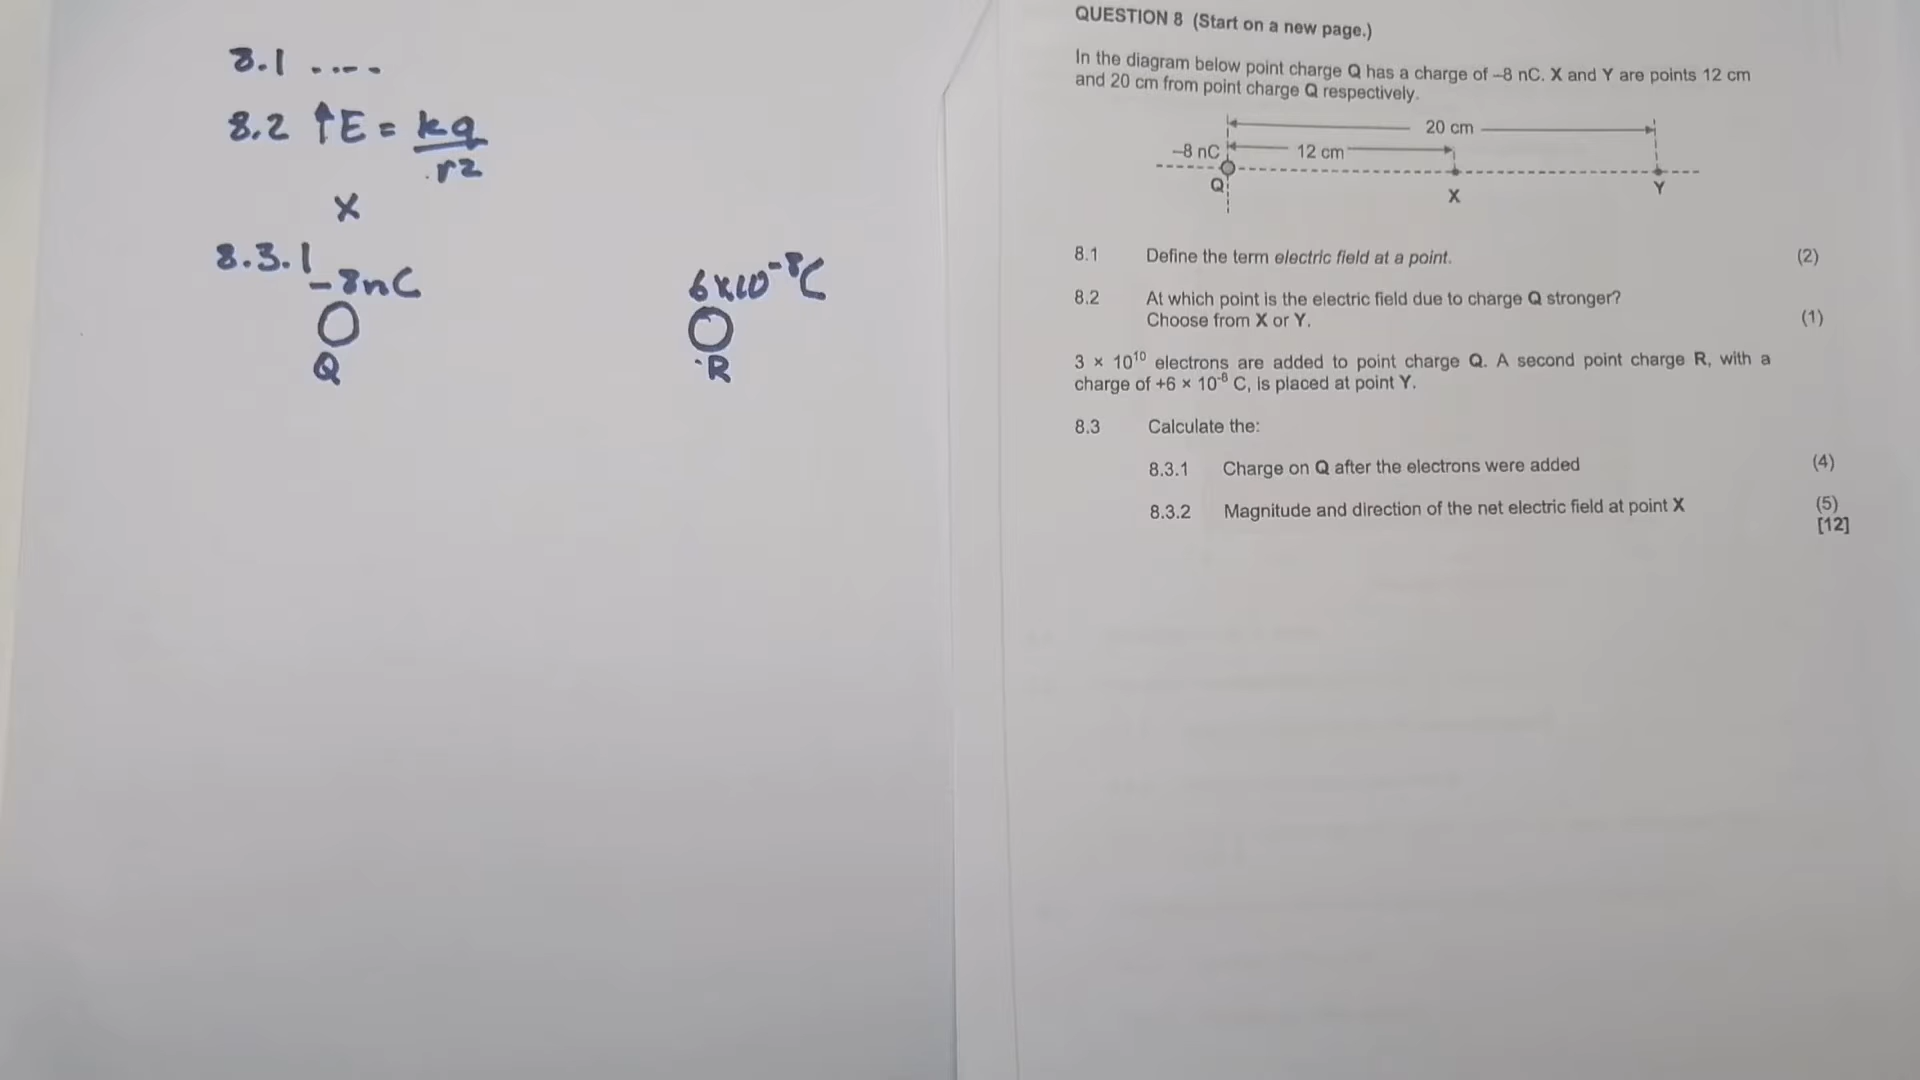 8.1 ....
8.2 ↑E = kq
r2
X
8.3.1
-8nC
6x10⁻⁸C
Q
R
QUESTION 8 (Start on a new page.)
In the diagram below point charge Q has a charge of –8 nC. X and Y are points 12 cm
and 20 cm from point charge Q respectively.
20 cm
–8 nC
12 cm
Q
X
Y
8.1 Define the term electric field at a point. (2)
8.2 At which point is the electric field due to charge Q stronger?
Choose from X or Y. (1)
3 × 10¹⁰ electrons are added to point charge Q. A second point charge R, with a
charge of +6 × 10⁻⁸ C, is placed at point Y.
8.3 Calculate the:
8.3.1 Charge on Q after the electrons were added (4)
8.3.2 Magnitude and direction of the net electric field at point X (5)
[12]